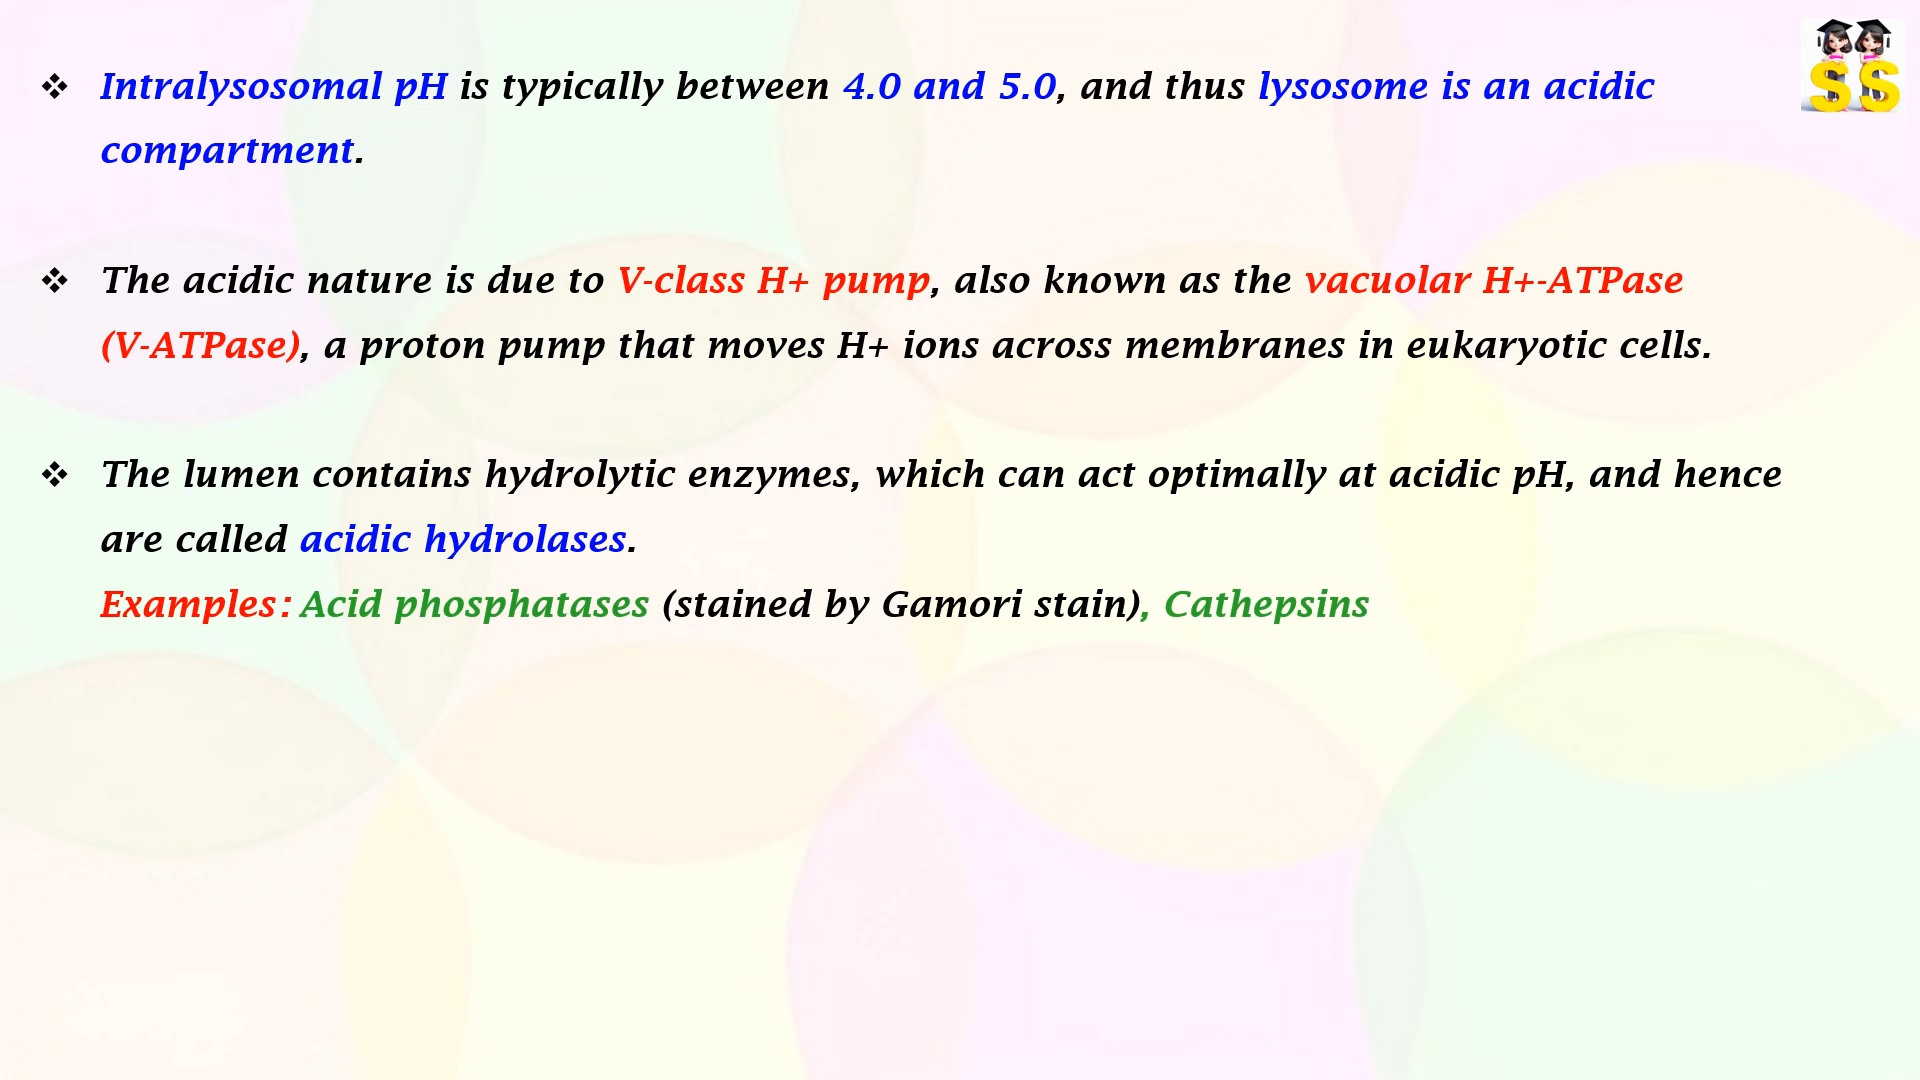 ❖ Intralysosomal pH is typically between 4.0 and 5.0, and thus lysosome is an acidic
compartment.
❖ The acidic nature is due to V-class H+ pump, also known as the vacuolar H+-ATPase
(V-ATPase), a proton pump that moves H+ ions across membranes in eukaryotic cells.
❖ The lumen contains hydrolytic enzymes, which can act optimally at acidic pH, and hence
are called acidic hydrolases.
Examples: Acid phosphatases (stained by Gamori stain), Cathepsins
SS